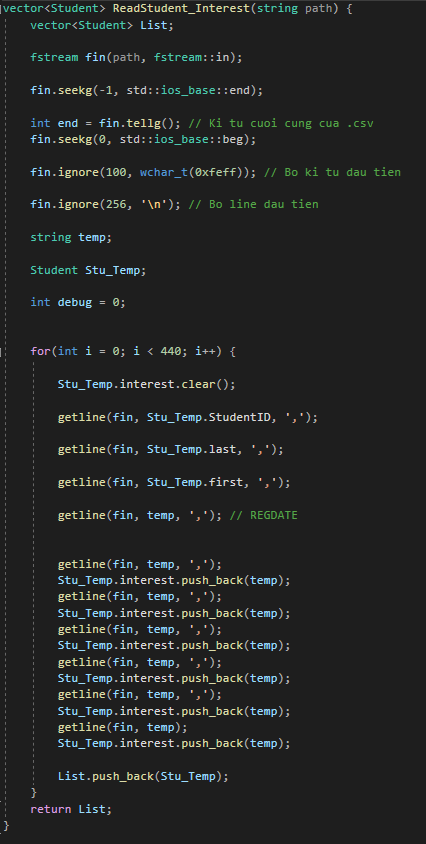 vector<Student> ReadStudent_Interest(string path) {
vector<Student> List;
fstream fin(path, fstream::in);
fin.seekg(-1, std::ios_base::end);
int end = fin.tellg(); // Ki tu cuoi cung cua .csv
fin.seekg(0, std::ios_base::beg);
fin.ignore(100, wchar_t(0xfeff)); // Bo ki tu dau tien
fin.ignore(256, '\n'); // Bo line dau tien
string temp;
Student Stu_Temp;
int debug = 0;
for(int i = 0; i < 440; i++) {
Stu_Temp.interest.clear();
getline(fin, Stu_Temp.StudentID, ',');
getline(fin, Stu_Temp.last, ',');
getline(fin, Stu_Temp.first, ',');
getline(fin, temp, ','); // REGDATE
getline(fin, temp, ',');
Stu_Temp.interest.push_back(temp);
getline(fin, temp, ',');
Stu_Temp.interest.push_back(temp);
getline(fin, temp, ',');
Stu_Temp.interest.push_back(temp);
getline(fin, temp, ',');
Stu_Temp.interest.push_back(temp);
getline(fin, temp, ',');
Stu_Temp.interest.push_back(temp);
getline(fin, temp);
Stu_Temp.interest.push_back(temp);
List.push_back(Stu_Temp);
}
return List;
}